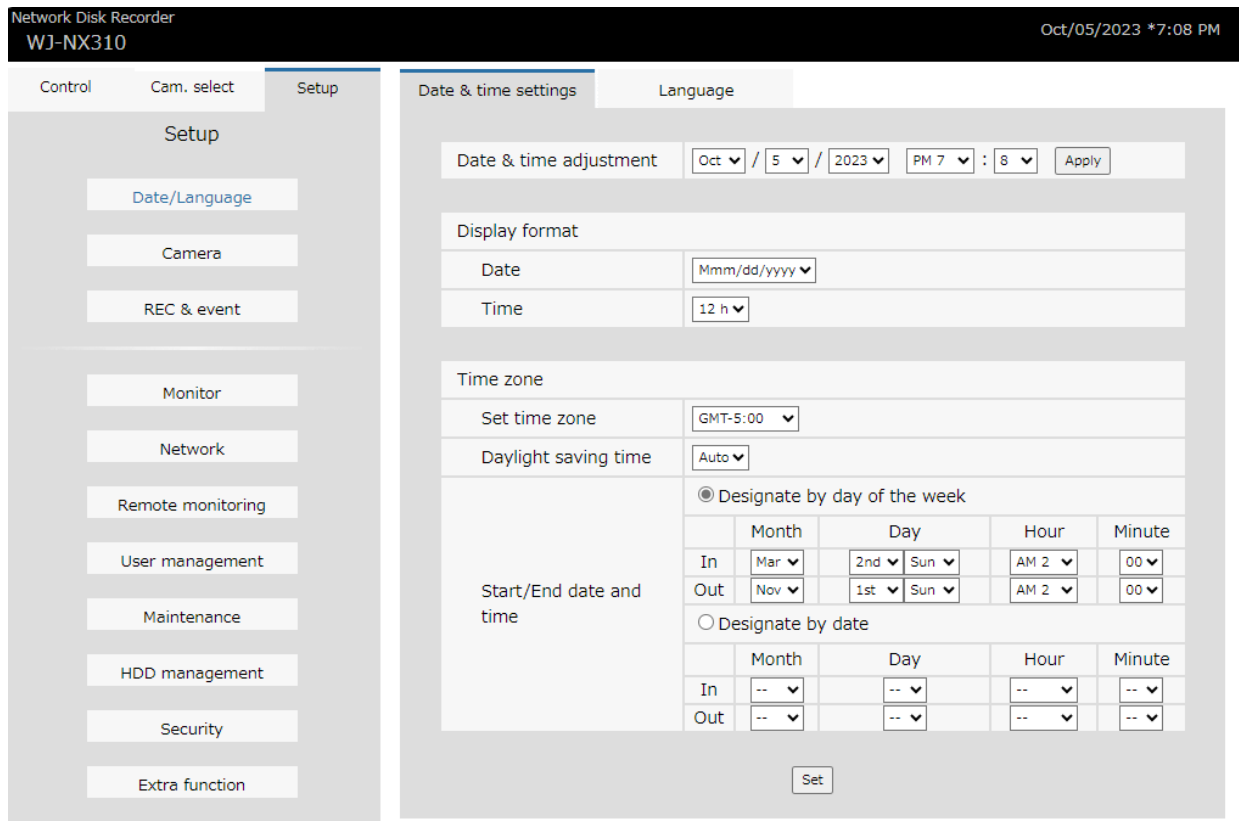 Network Disk Recorder
WJ-NX310
Oct/05/2023 *7:08 PM
Control Cam. select Setup
Setup
Date/Language
Camera
REC & event
Monitor
Network
Remote monitoring
User management
Maintenance
HDD management
Security
Extra function
Date & time settings Language
Date & time adjustment Oct / 5 / 2023 PM 7 : 8 Apply
Display format
Date Mmm/dd/yyyy
Time 12 h
Time zone
Set time zone GMT-5:00
Daylight saving time Auto
Start/End date and
time
Designate by day of the week
Month Day Hour Minute
In Mar 2nd Sun AM 2 00
Out Nov 1st Sun AM 2 00
Designate by date
Month Day Hour Minute
In -- -- -- --
Out -- -- -- --
Set